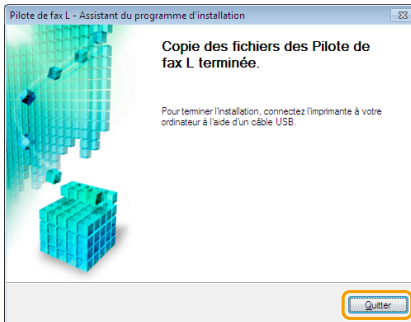 Pilote de fax L - Assistant du programme d'installation
Copie des fichiers des Pilote de
fax L terminée.
Pour terminer l'installation, connectez l'imprimante à votre
ordinateur à l'aide d'un câble USB.
Quitter